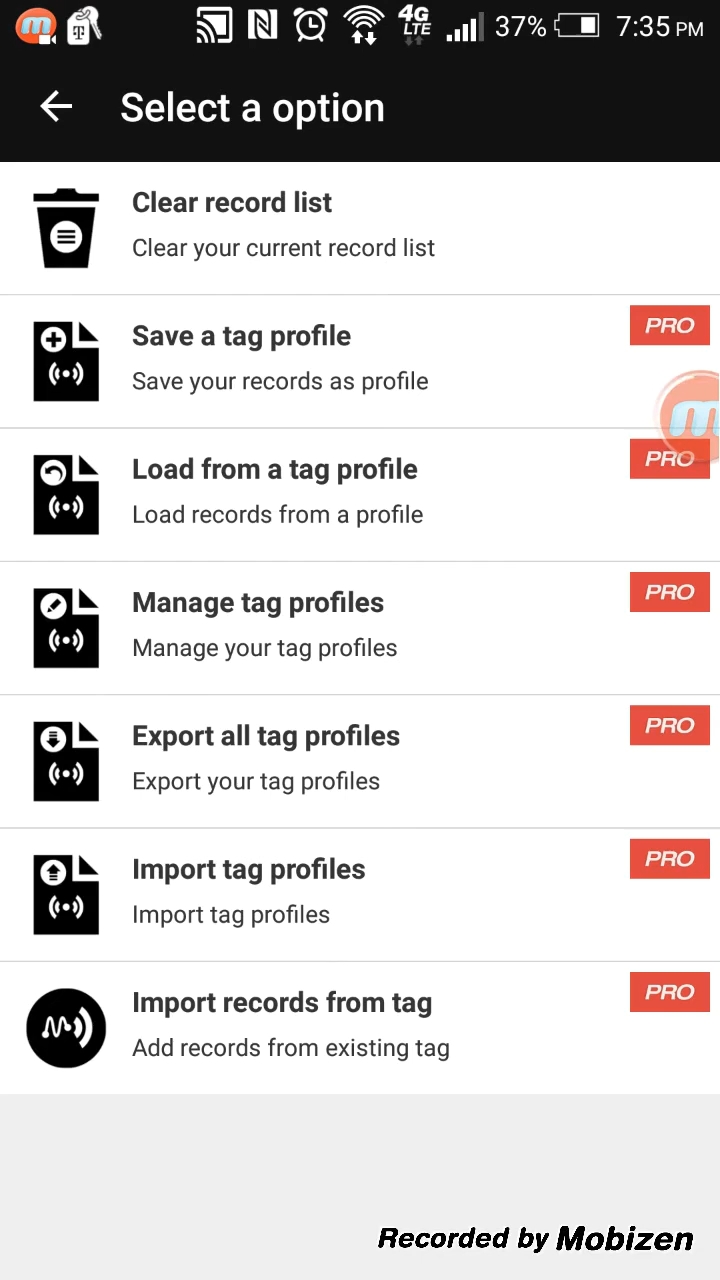 4G
LTE
37%
7:35 PM
Select a option
Clear record list
Clear your current record list
PRO
Save a tag profile
Save your records as profile
PRO
Load from a tag profile
Load records from a profile
PRO
Manage tag profiles
Manage your tag profiles
PRO
Export all tag profiles
Export your tag profiles
PRO
Import tag profiles
Import tag profiles
PRO
Import records from tag
Add records from existing tag
Recorded by Mobizen